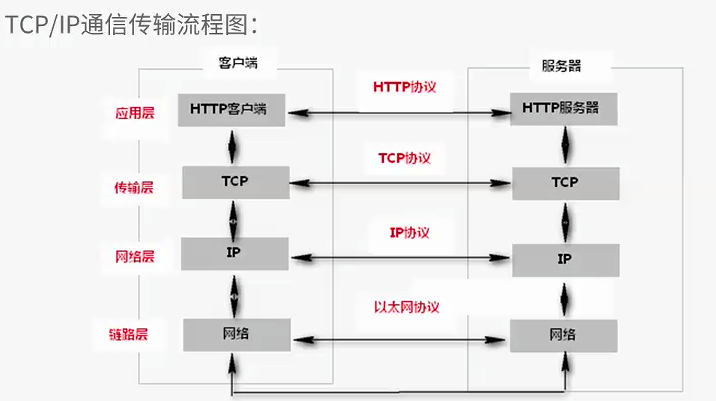 TCP/IP通信传输流程图：
客户端
服务器
HTTP协议
应用层
HTTP客户端
HTTP服务器
TCP协议
传输层
TCP
TCP
IP协议
网络层
IP
IP
以太网协议
链路层
网络
网络